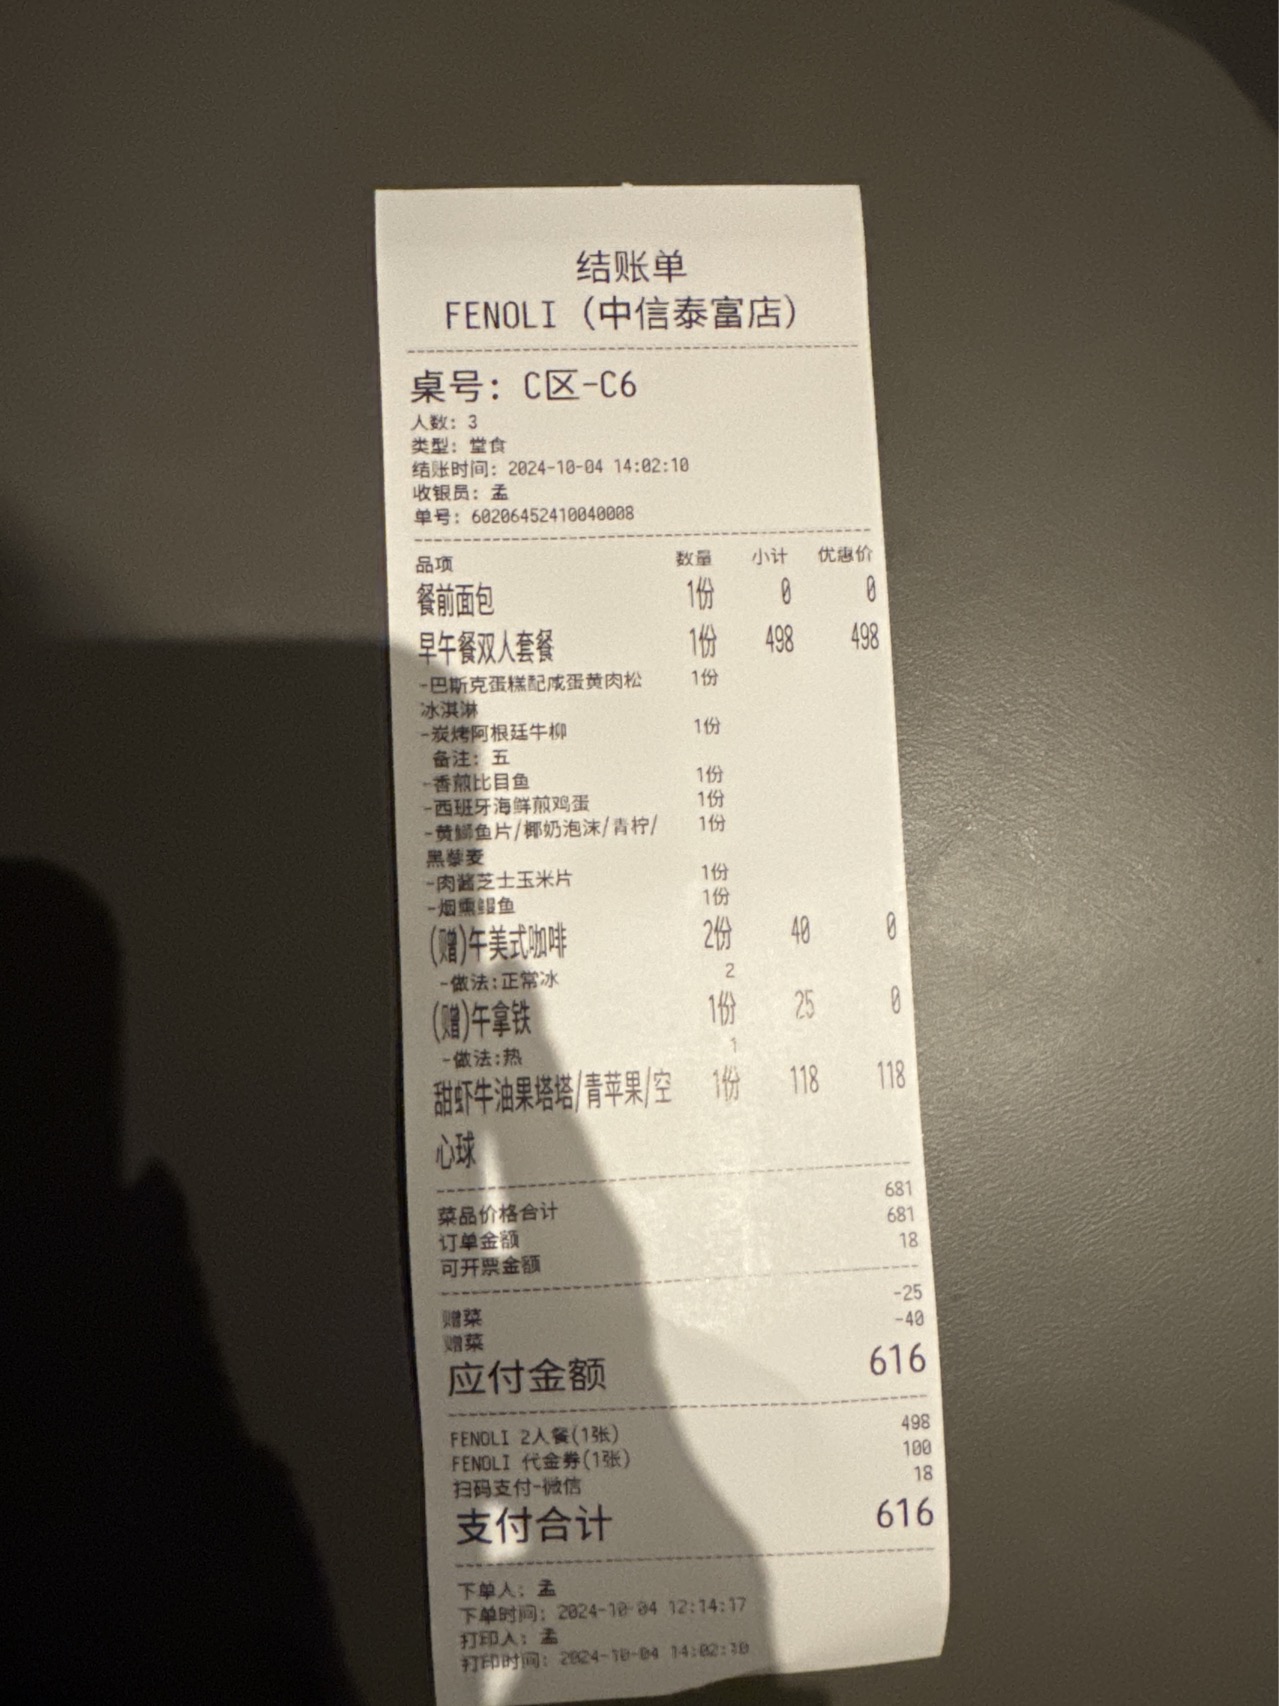 结账单
FENOLI (中信泰富店)
桌号: C区-C6
人数: 3
类型: 堂食
结账时间: 2024-10-04 14:02:10
收银员: 孟
单号: 60206452410040008
品项 数量 小计 优惠价
餐前面包 1份 0 0
早午餐双人套餐 1份 498 498
-巴斯克蛋糕配咸蛋黄肉松 1份
冰淇淋
-炭烤阿根廷牛柳 1份
备注: 五
-香煎比目鱼 1份
-西班牙海鲜煎鸡蛋 1份
-黄鰤鱼片/椰奶泡沫/青柠/ 1份
黑藜麦
-肉酱芝士玉米片 1份
-烟熏鳗鱼 1份
(赠)午美式咖啡 2份 40 0
-做法:正常冰 2
(赠)午拿铁 1份 25 0
-做法:热 1
甜虾牛油果塔塔/青苹果/空 1份 118 118
心球
菜品价格合计 681
订单金额 681
可开票金额 18
赠菜 -25
赠菜 -40
应付金额 616
FENOLI 2人餐(1张) 498
FENOLI 代金券(1张) 100
扫码支付-微信 18
支付合计 616
下单人: 孟
下单时间: 2024-10-04 12:14:17
打印人: 孟
打印时间: 2024-10-04 14:02:10